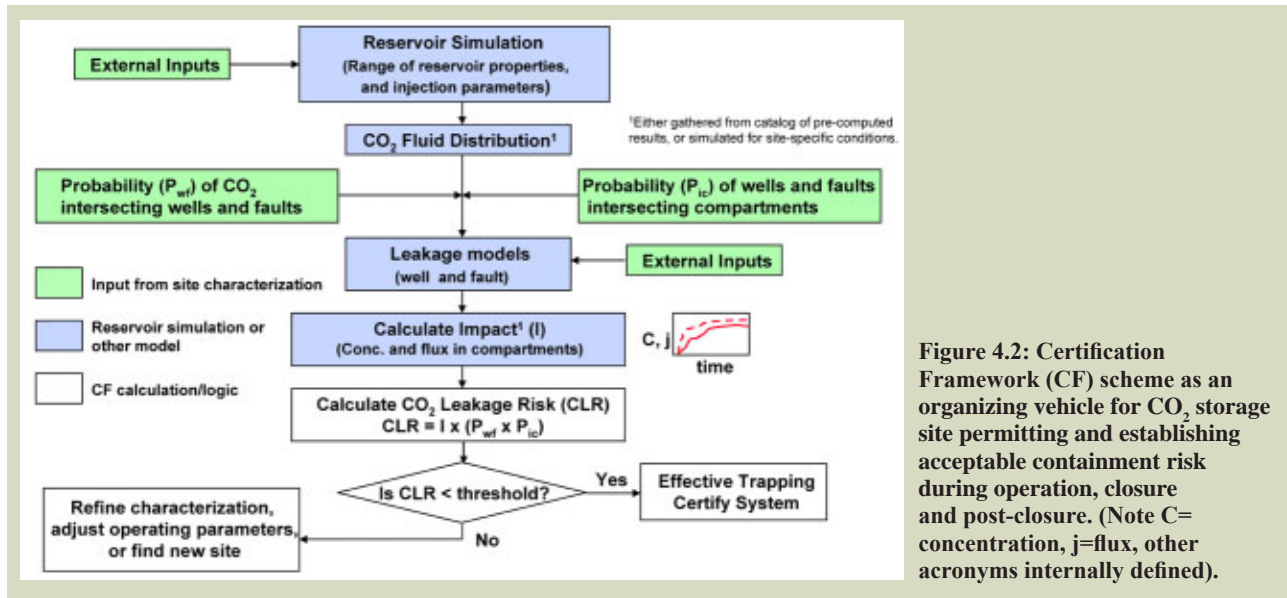 Reservoir Simulation
(Range of reservoir properties,
and injection parameters)
External Inputs
¹Either gathered from catalog of pre-computed
results, or simulated for site-specific conditions.
CO₂ Fluid Distribution¹
Probability (P_wf) of CO₂
intersecting wells and faults
Probability (P_ic) of wells and faults
intersecting compartments
Leakage models
(well and fault)
External Inputs
Input from site characterization
Reservoir simulation or
other model
CF calculation/logic
Calculate Impact¹ (I)
(Conc. and flux in compartments)
C, j
time
Calculate CO₂ Leakage Risk (CLR)
CLR = I x (P_wf x P_ic)
Is CLR < threshold?
Yes
Effective Trapping
Certify System
No
Refine characterization,
adjust operating parameters,
or find new site
Figure 4.2: Certification
Framework (CF) scheme as an
organizing vehicle for CO₂ storage
site permitting and establishing
acceptable containment risk
during operation, closure
and post-closure. (Note C=
concentration, j=flux, other
acronyms internally defined).